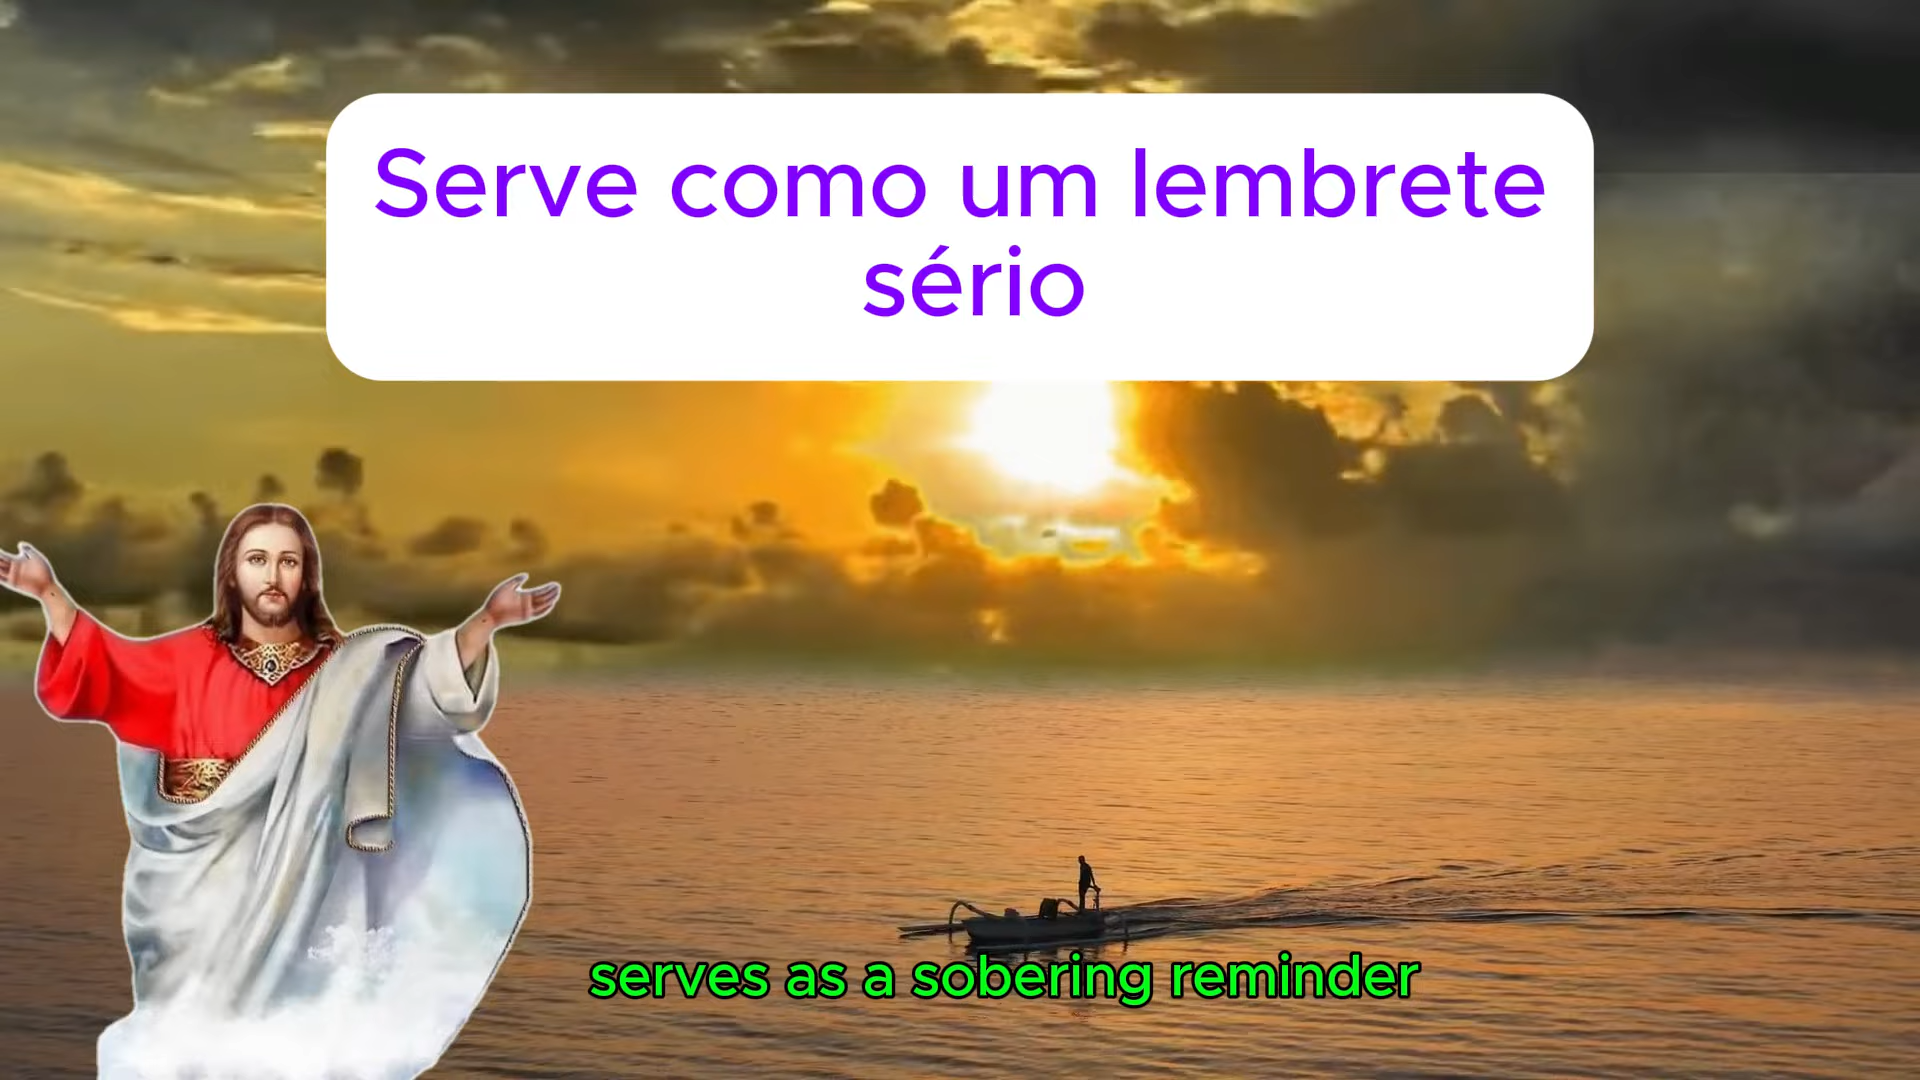 Serve como um lembrete
sério
serves as a sobering reminder